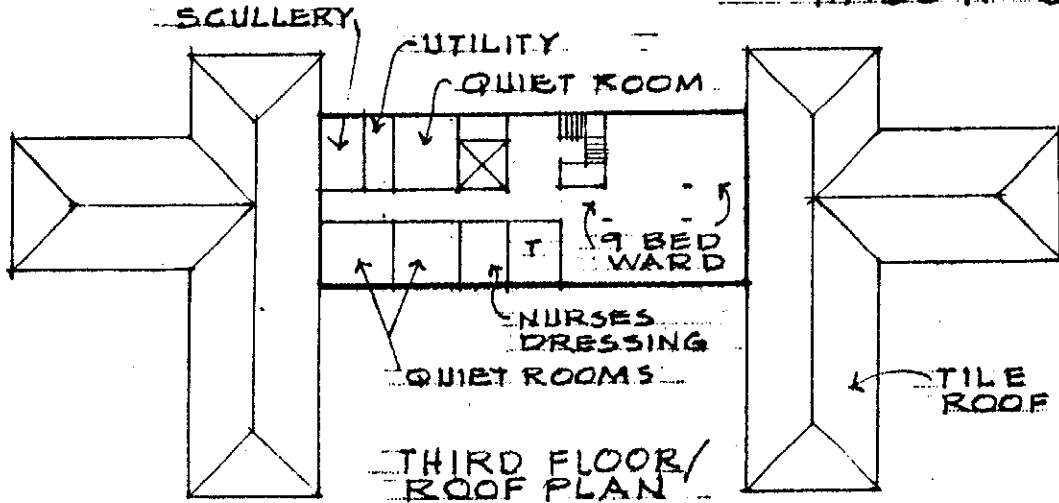 SCULLERY
UTILITY
QUIET ROOM
T
9 BED
WARD
NURSES
DRESSING
QUIET ROOMS
TILE
ROOF
THIRD FLOOR/
ROOF PLAN